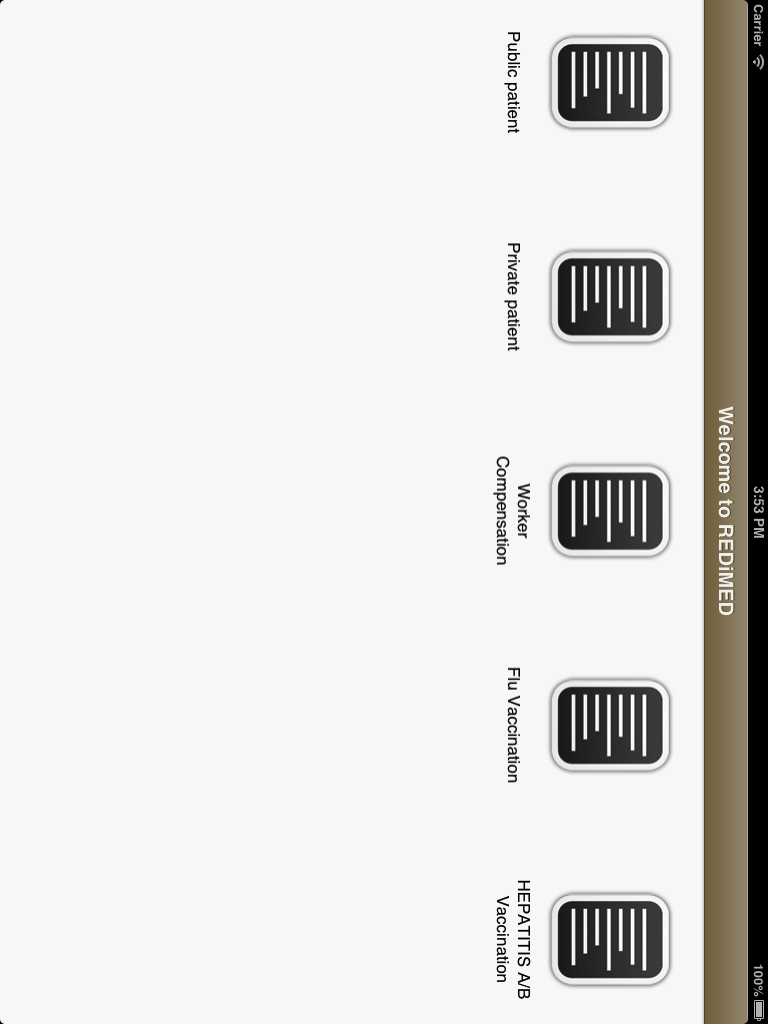 Carrier
3:53 PM
100%
Welcome to REDiMED
Public patient
Private patient
Worker
Compensation
Flu Vaccination
HEPATITIS A/B
Vaccination